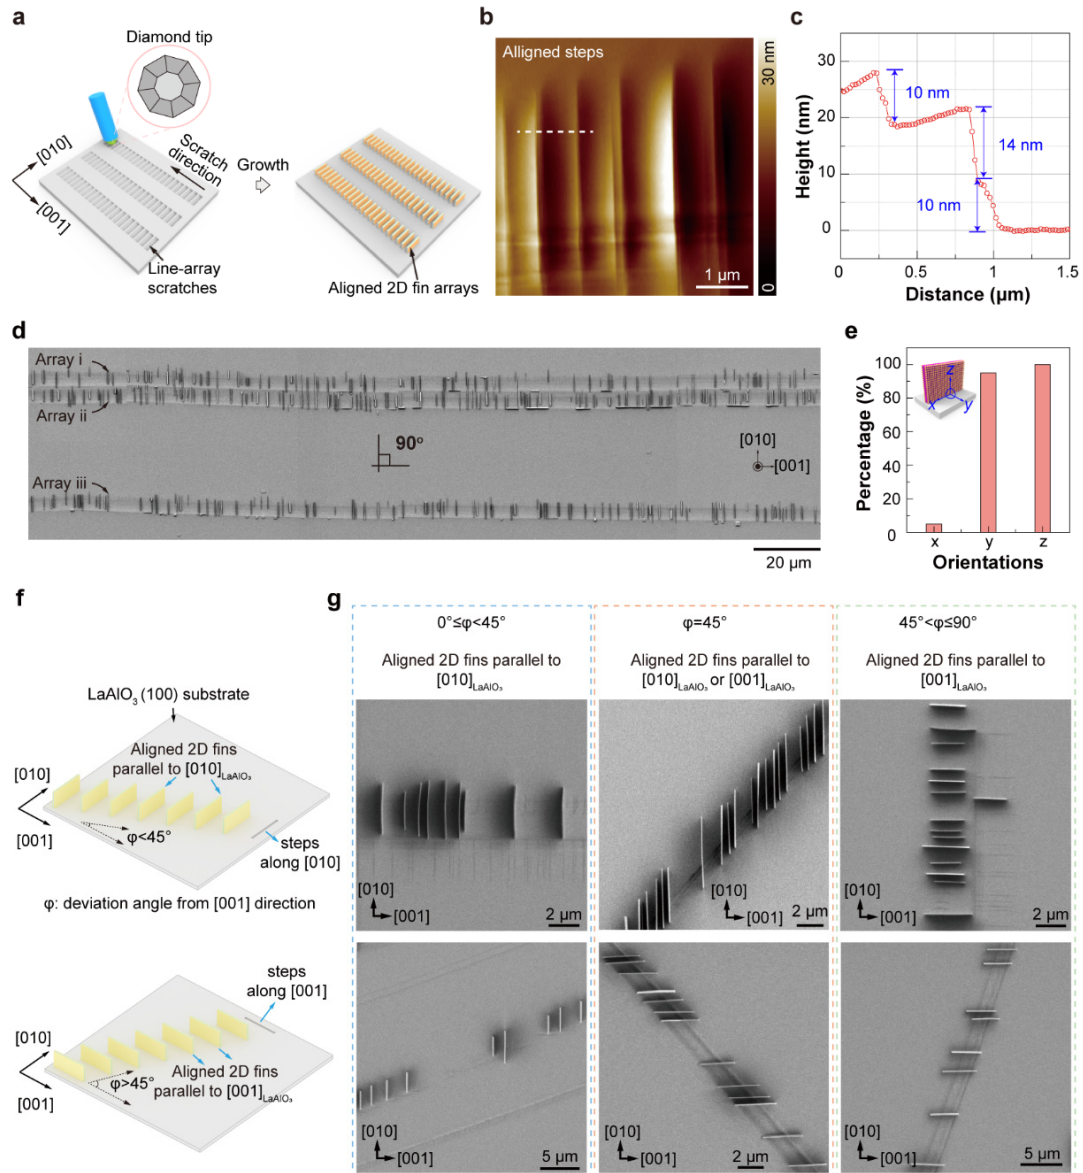 a
Diamond tip
[010]
[001]
Scratch
direction
Growth
Line-array
scratches
Aligned 2D fin arrays
b
Alligned steps
1 μm
30 nm
0
c
Height (nm)
30
20
10
0
10 nm
14 nm
10 nm
0
0.5
1
1.5
Distance (μm)
d
Array i
Array ii
90°
[010]
[001]
Array iii
20 μm
e
Percentage (%)
100
80
60
40
20
0
z
x
y
x
y
z
Orientations
f
LaAlO₃ (100) substrate
Aligned 2D fins
parallel to [010]LaAlO₃
[010]
[001]
φ<45°
steps
along [010]
φ: deviation angle from [001] direction
steps
along [001]
[010]
[001]
φ>45°
Aligned 2D fins
parallel to [001]LaAlO₃
g
0°≤φ<45°
Aligned 2D fins parallel to
[010]LaAlO₃
φ=45°
Aligned 2D fins parallel to
[010]LaAlO₃ or [001]LaAlO₃
45°<φ≤90°
Aligned 2D fins parallel to
[001]LaAlO₃
[010]
[001]
2 μm
[010]
[001]
2 μm
[010]
[001]
2 μm
[010]
[001]
5 μm
[010]
[001]
2 μm
[010]
[001]
5 μm